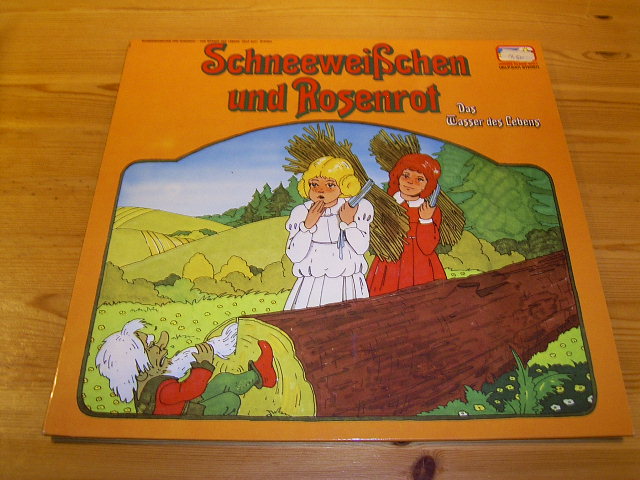 Schneeweißchen
und Rosenrot
Das
Wasser des Lebens